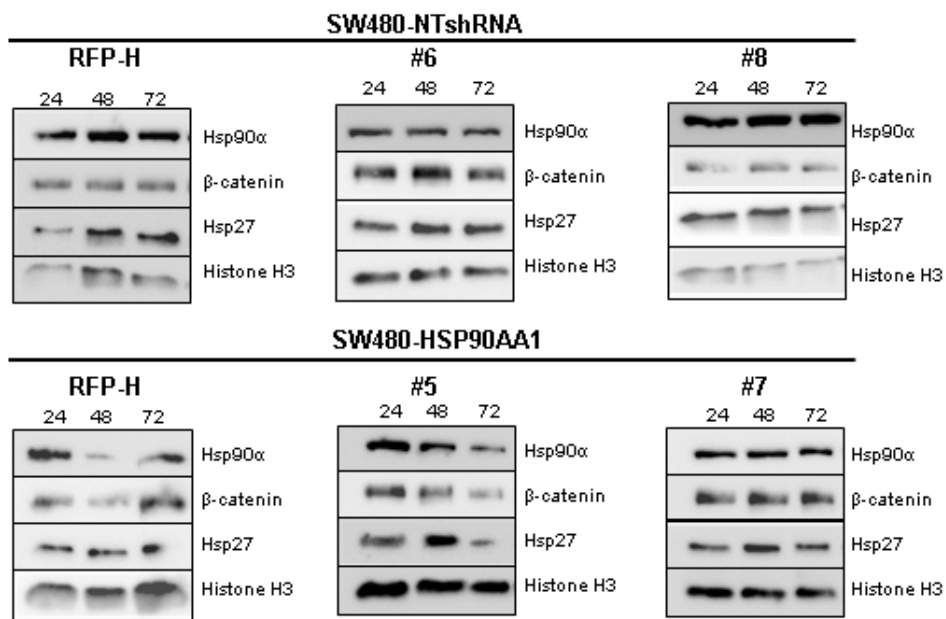 SW480-NTshRNA
RFP-H #6 #8
24 48 72 24 48 72 24 48 72
Hsp90α Hsp90α Hsp90α
β-catenin β-catenin β-catenin
Hsp27 Hsp27 Hsp27
Histone H3 Histone H3 Histone H3
SW480-HSP90AA1
RFP-H #5 #7
24 48 72 24 48 72 24 48 72
Hsp90α Hsp90α Hsp90α
β-catenin β-catenin β-catenin
Hsp27 Hsp27 Hsp27
Histone H3 Histone H3 Histone H3